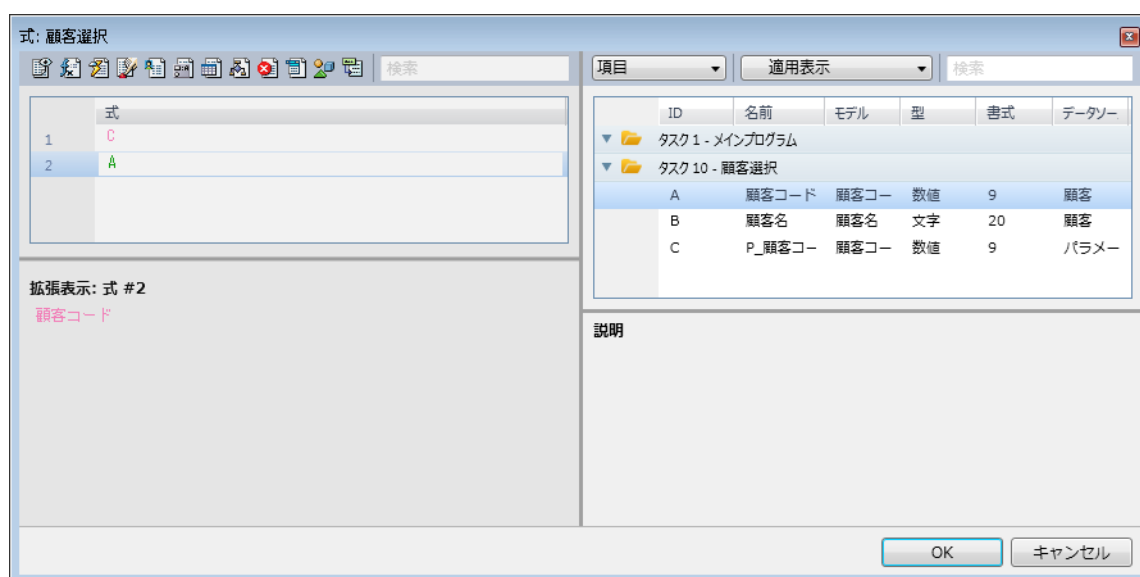 式: 顧客選択
検索
項目 適用表示 検索
式
1 C
2 A
ID 名前 モデル 型 書式 データソー
タスク 1 - メインプログラム
タスク 10 - 顧客選択
A 顧客コード 顧客コー 数値 9 顧客
B 顧客名 顧客名 文字 20 顧客
C P_顧客コー 顧客コー 数値 9 パラメー
拡張表示: 式 #2
顧客コード
説明
OK キャンセル